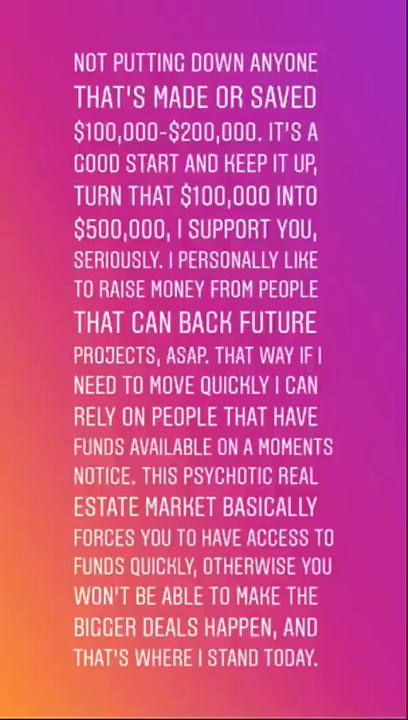 NOT PUTTING DOWN ANYONE
THAT'S MADE OR SAVED
$100,000-$200,000. IT'S A
GOOD START AND KEEP IT UP,
TURN THAT $100,000 INTO
$500,000, I SUPPORT YOU,
SERIOUSLY. I PERSONALLY LIKE
TO RAISE MONEY FROM PEOPLE
THAT CAN BACK FUTURE
PROJECTS, ASAP. THAT WAY IF I
NEED TO MOVE QUICKLY I CAN
RELY ON PEOPLE THAT HAVE
FUNDS AVAILABLE ON A MOMENTS
NOTICE. THIS PSYCHOTIC REAL
ESTATE MARKET BASICALLY
FORCES YOU TO HAVE ACCESS TO
FUNDS QUICKLY, OTHERWISE YOU
WON'T BE ABLE TO MAKE THE
BIGGER DEALS HAPPEN, AND
THAT'S WHERE I STAND TODAY.